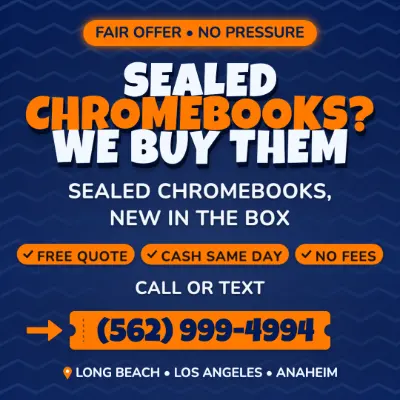 FAIR OFFER • NO PRESSURE
SEALED
CHROMEBOOKS?
WE BUY THEM
SEALED CHROMEBOOKS,
NEW IN THE BOX
✓ FREE QUOTE ✓ CASH SAME DAY ✓ NO FEES
CALL OR TEXT
(562) 999-4994
LONG BEACH • LOS ANGELES • ANAHEIM